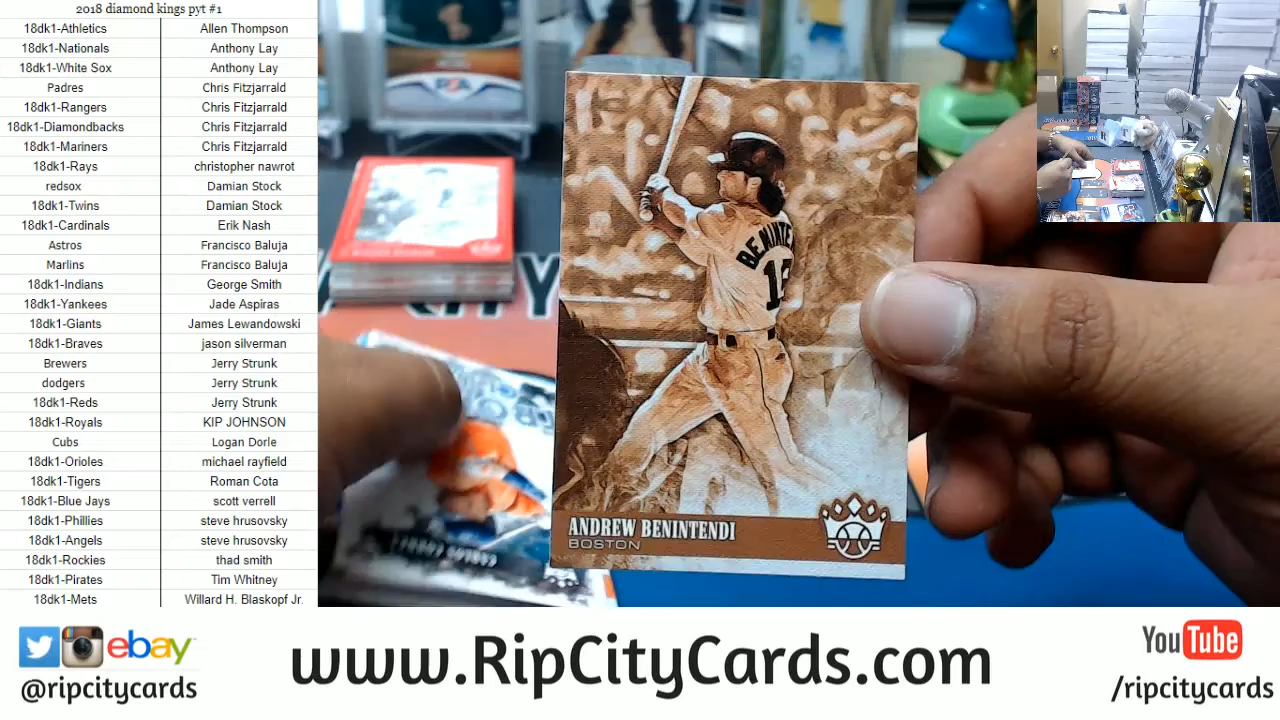 2018 diamond kings pyt #1
18dk1-Athletics Allen Thompson
18dk1-Nationals Anthony Lay
18dk1-White Sox Anthony Lay
Padres Chris Fitzjarrald
18dk1-Rangers Chris Fitzjarrald
18dk1-Diamondbacks Chris Fitzjarrald
18dk1-Mariners Chris Fitzjarrald
18dk1-Rays christopher nawrot
redsox Damian Stock
18dk1-Twins Damian Stock
18dk1-Cardinals Erik Nash
Astros Francisco Baluja
Marlins Francisco Baluja
18dk1-Indians George Smith
18dk1-Yankees Jade Aspiras
18dk1-Giants James Lewandowski
18dk1-Braves jason silverman
Brewers Jerry Strunk
dodgers Jerry Strunk
18dk1-Reds Jerry Strunk
18dk1-Royals KIP JOHNSON
Cubs Logan Dorle
18dk1-Orioles michael rayfield
18dk1-Tigers Roman Cota
18dk1-Blue Jays scott verrell
18dk1-Phillies steve hrusovsky
18dk1-Angels steve hrusovsky
18dk1-Rockies thad smith
18dk1-Pirates Tim Whitney
18dk1-Mets Willard H. Blaskopf Jr.
ANDREW BENINTENDI
BOSTON
ebay
@ripcitycards
www.RipCityCards.com
YouTube
/ripcitycards